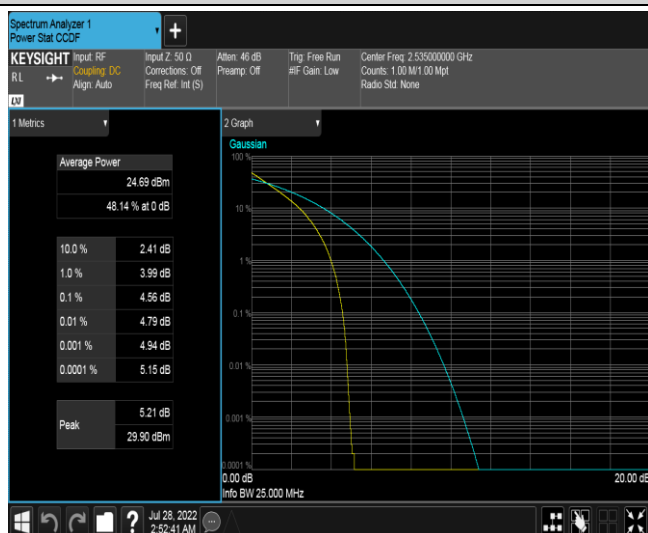 Spectrum Analyzer 1
Power Stat CCDF
+
KEYSIGHT
RL
Input: RF
Coupling: DC
Align: Auto
Input Z: 50 Ω
Corrections: Off
Freq Ref: Int (S)
Atten: 46 dB
Preamp: Off
Trig: Free Run
#IF Gain: Low
Center Freq: 2.535000000 GHz
Counts: 1.00 M/1.00 Mpt
Radio Std: None
LXI
1 Metrics
Average Power
24.69 dBm
48.14 % at 0 dB
10.0 % 2.41 dB
1.0 % 3.99 dB
0.1 % 4.56 dB
0.01 % 4.79 dB
0.001 % 4.94 dB
0.0001 % 5.15 dB
Peak
5.21 dB
29.90 dBm
2 Graph
Gaussian
100 %
10 %
1 %
0.1 %
0.01 %
0.001 %
0.0001 %
0.00 dB
20.00 dB
Info BW 25.000 MHz
?
Jul 28, 2022
2:52:41 AM